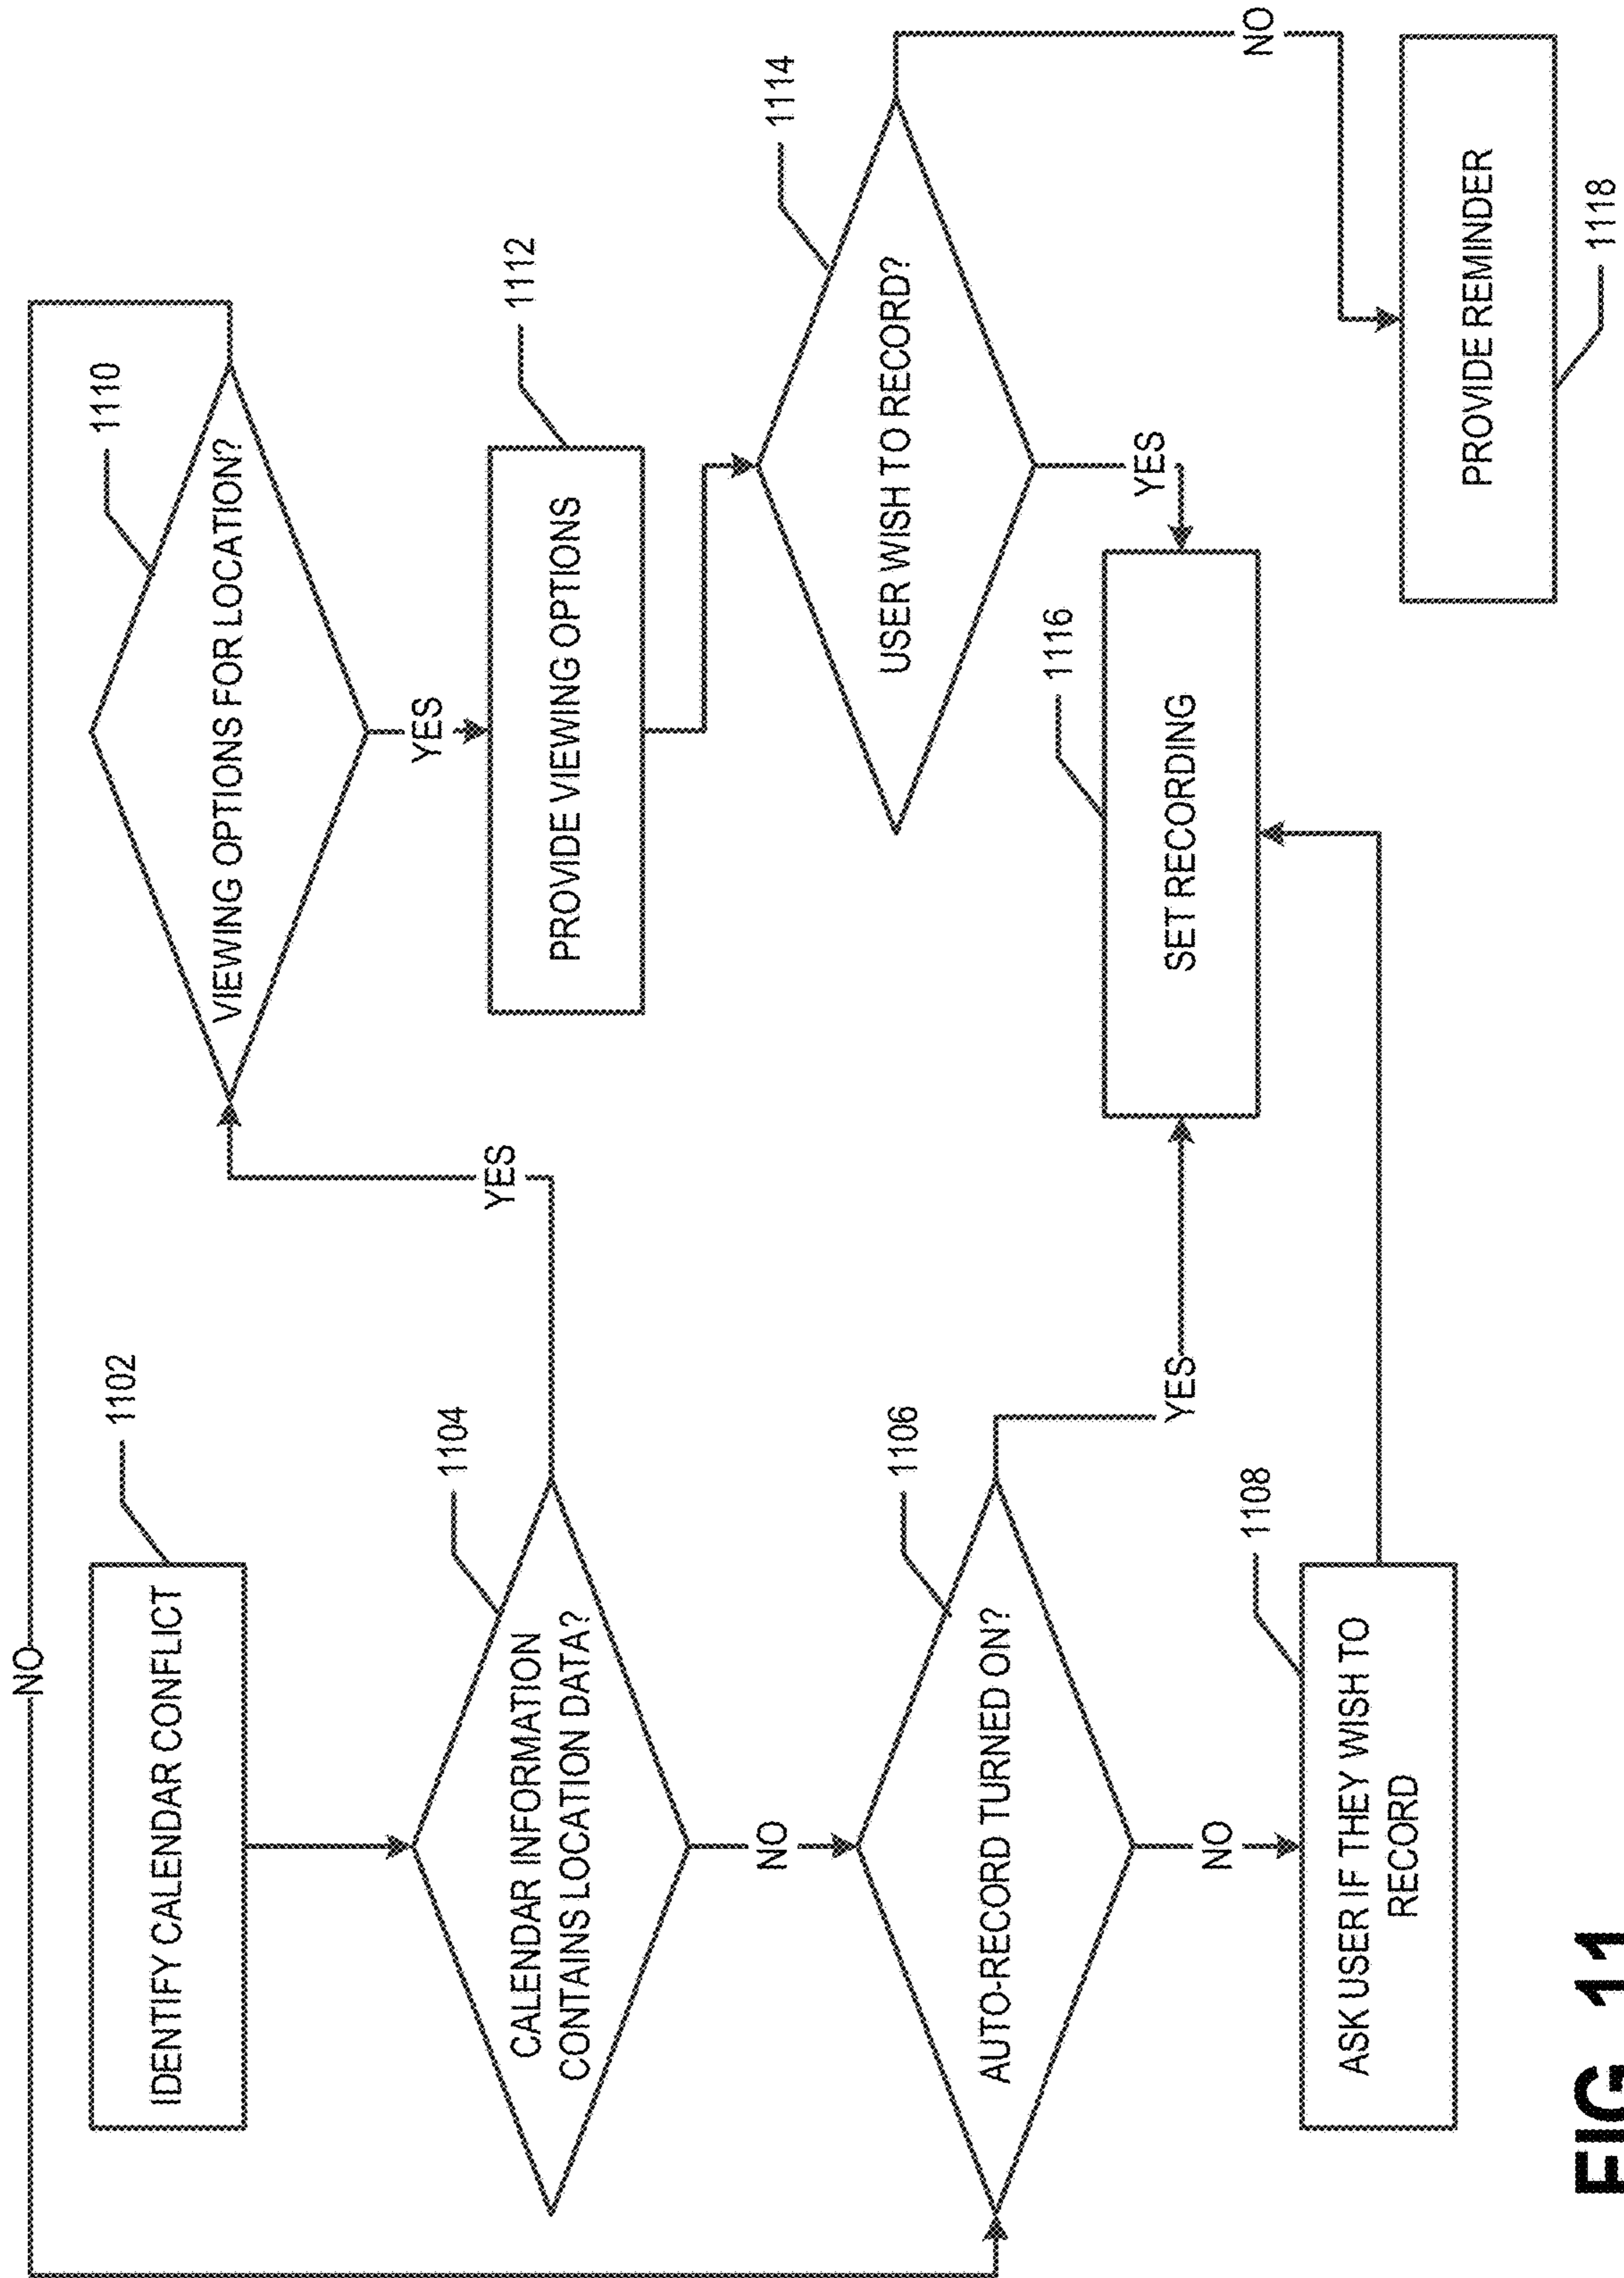 NO
IDENTIFY CALENDAR CONFLICT
1102
CALENDAR INFORMATION
CONTAINS LOCATION DATA?
1104
YES
NO
AUTO-RECORD TURNED ON?
1106
YES
NO
ASK USER IF THEY WISH TO
RECORD
1108
VIEWING OPTIONS FOR LOCATION?
1110
YES
PROVIDE VIEWING OPTIONS
1112
USER WISH TO RECORD?
1114
YES
NO
SET RECORDING
1116
PROVIDE REMINDER
1118
FIG. 11